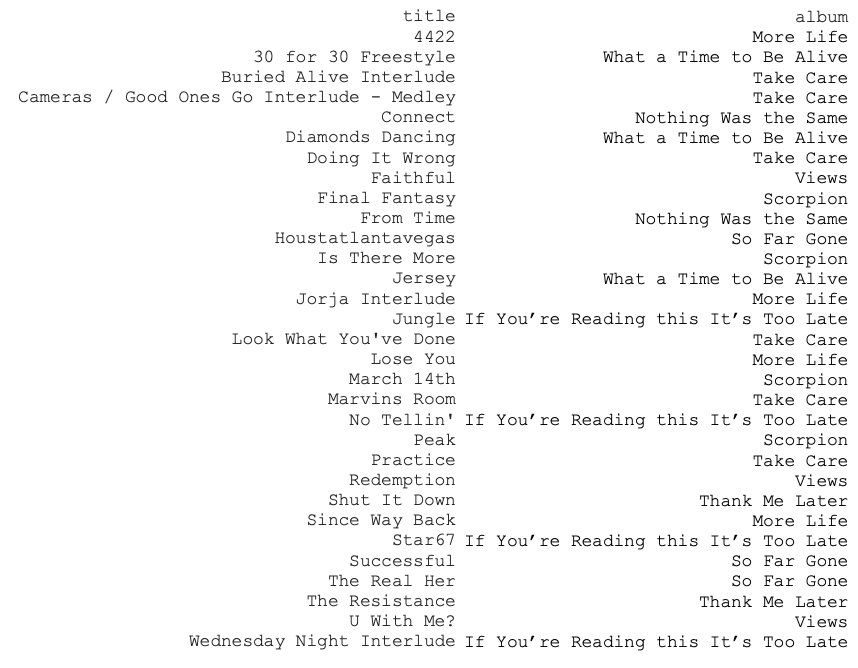 title album
4422 More Life
30 for 30 Freestyle What a Time to Be Alive
Buried Alive Interlude Take Care
Cameras / Good Ones Go Interlude - Medley Take Care
Connect Nothing Was the Same
Diamonds Dancing What a Time to Be Alive
Doing It Wrong Take Care
Faithful Views
Final Fantasy Scorpion
From Time Nothing Was the Same
Houstatlantavegas So Far Gone
Is There More Scorpion
Jersey What a Time to Be Alive
Jorja Interlude More Life
Jungle If You’re Reading this It’s Too Late
Look What You've Done Take Care
Lose You More Life
March 14th Scorpion
Marvins Room Take Care
No Tellin' If You’re Reading this It’s Too Late
Peak Scorpion
Practice Take Care
Redemption Views
Shut It Down Thank Me Later
Since Way Back More Life
Star67 If You’re Reading this It’s Too Late
Successful So Far Gone
The Real Her So Far Gone
The Resistance Thank Me Later
U With Me? Views
Wednesday Night Interlude If You’re Reading this It’s Too Late